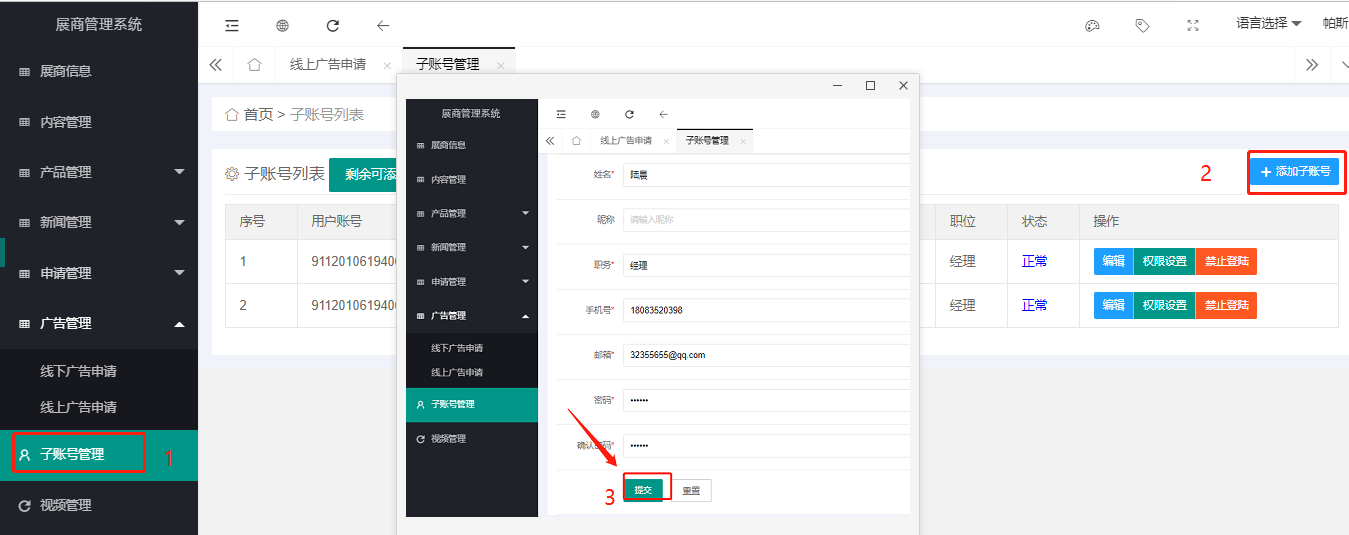 展商管理系统
语言选择
帕斯
展商信息
内容管理
产品管理
新闻管理
申请管理
广告管理
线下广告申请
线上广告申请
子账号管理
1
视频管理
线上广告申请 ×
子账号管理 ×
首页 > 子账号列表
子账号列表
剩余可添
2
+ 添加子账号
序号 用户账号 职位 状态 操作
1 9112010619406 经理 正常 编辑 权限设置 禁止登陆
2 9112010619406 经理 正常 编辑 权限设置 禁止登陆
展商管理系统
展商信息
内容管理
产品管理
新闻管理
申请管理
广告管理
线下广告申请
线上广告申请
子账号管理
视频管理
线上广告申请 ×
子账号管理 ×
姓名* 陆晨
昵称 请输入昵称
职务* 经理
手机号* 18083520398
邮箱* 32355655@qq.com
密码* ••••••
确认密码* ••••••
3
提交
重置